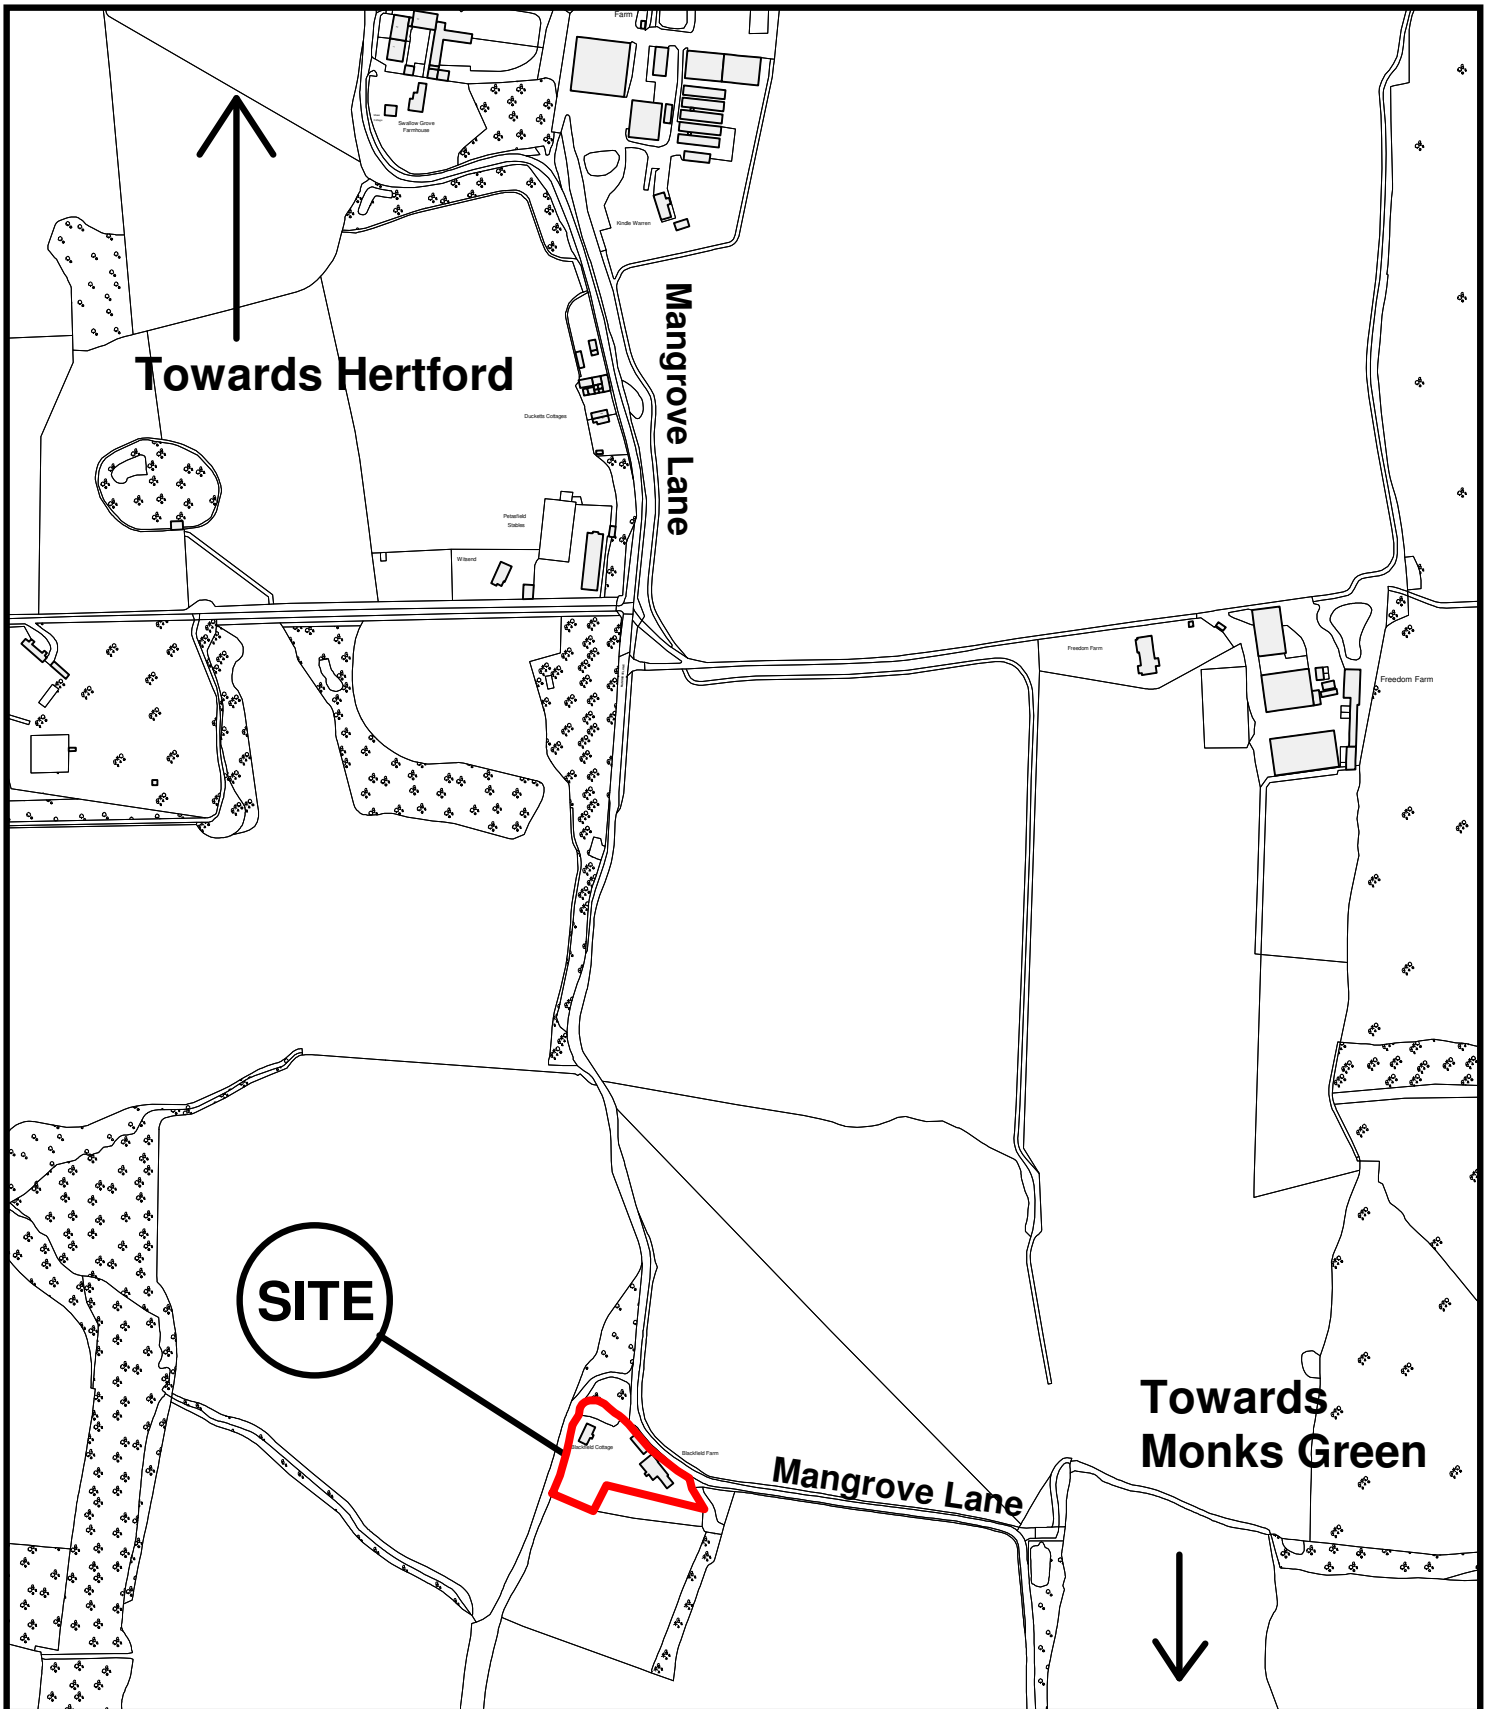 Farm
Swallow Grove
Farmhouse
Kindle Warren
Mangrove Lane
Towards Hertford
Ducketts Cottages
Petasfield
Stables
Witsend
Freedom Farm
Freedom Farm
SITE
Towards
Monks Green
Blackfield Cottage
Blackfield Farm
Mangrove Lane